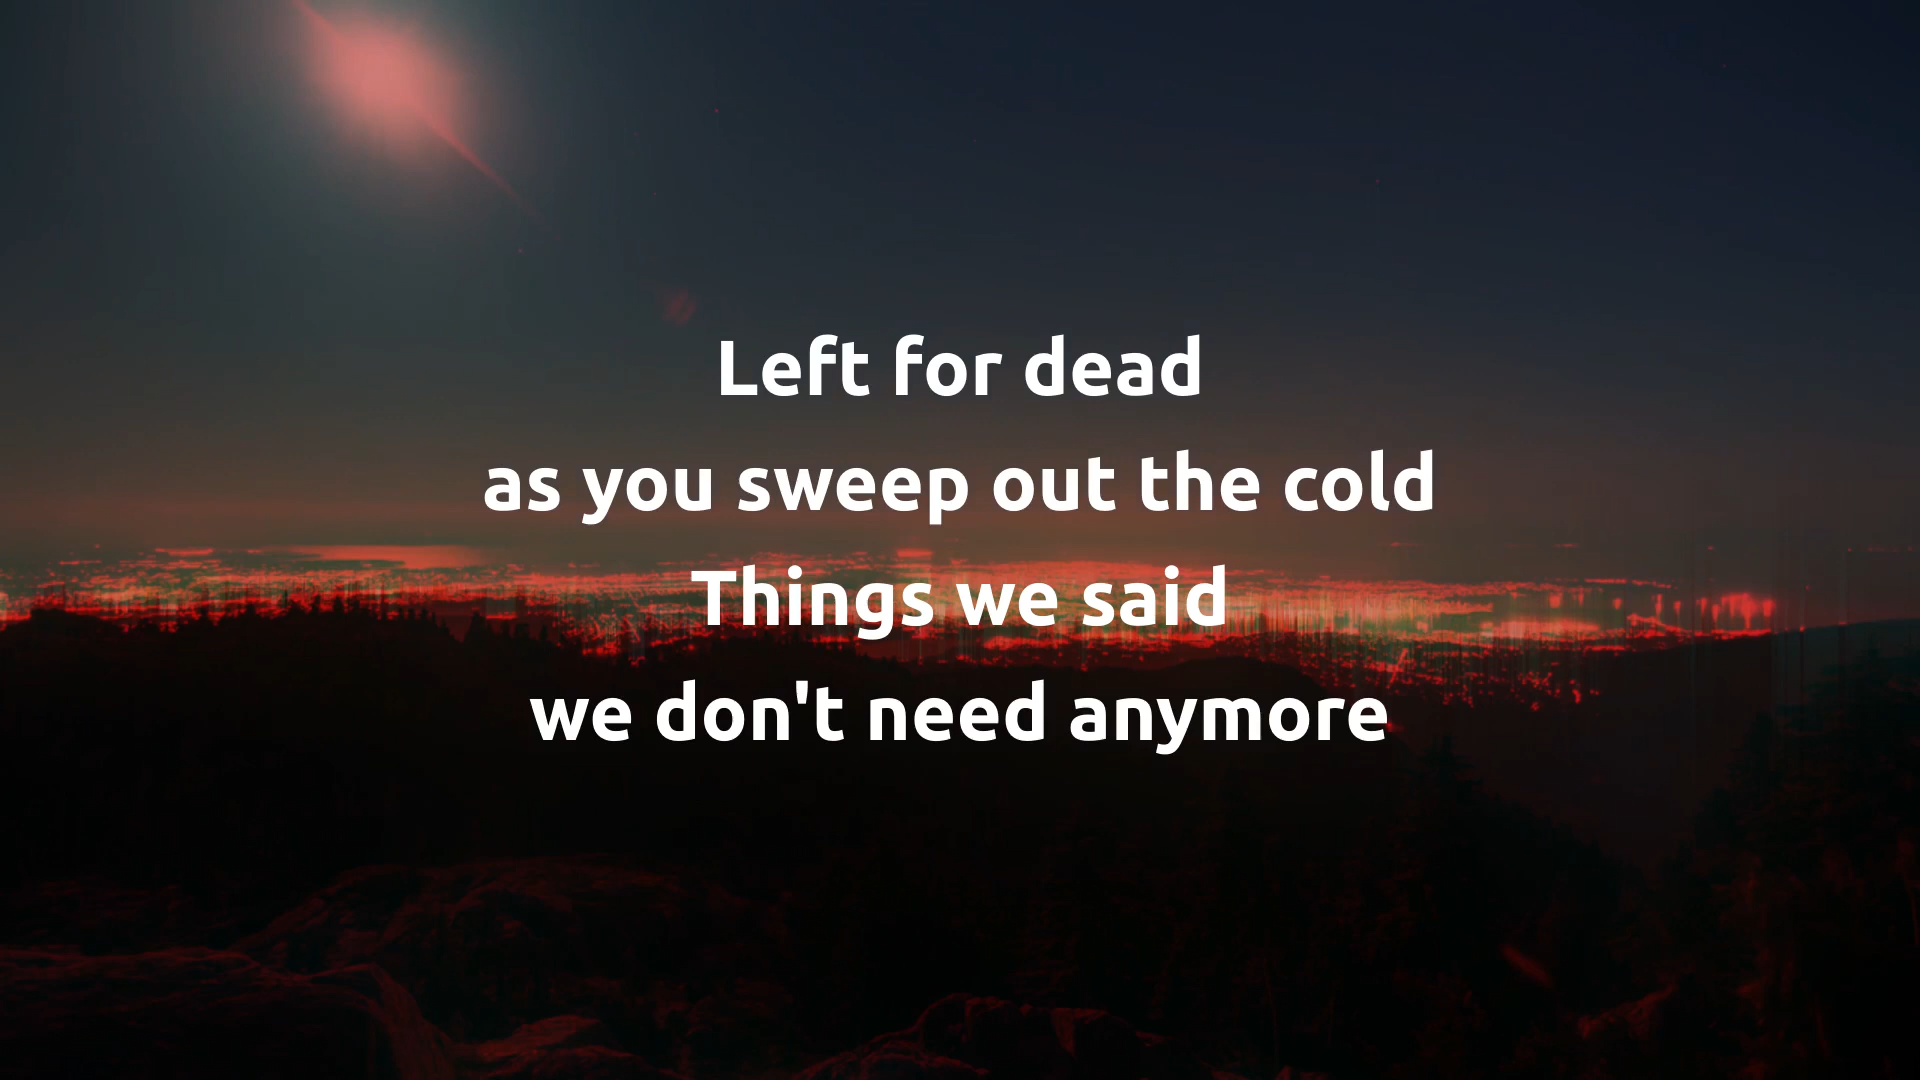 Left for dead
as you sweep out the cold
Things we said
we don't need anymore